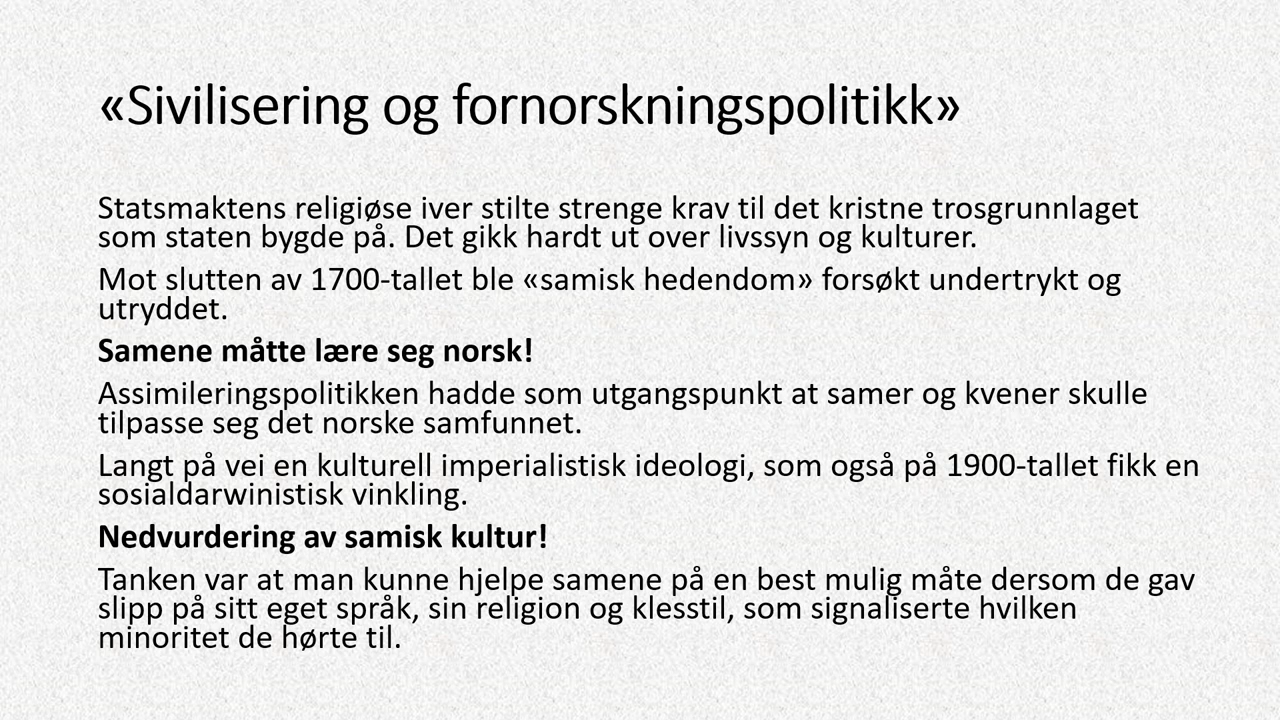 «Sivilisering og fornorskningspolitikk»
Statsmaktens religiøse iver stilte strenge krav til det kristne trosgrunnlaget
som staten bygde på. Det gikk hardt ut over livssyn og kulturer.
Mot slutten av 1700-tallet ble «samisk hedendom» forsøkt undertrykt og
utryddet.
Samene måtte lære seg norsk!
Assimileringspolitikken hadde som utgangspunkt at samer og kvener skulle
tilpasse seg det norske samfunnet.
Langt på vei en kulturell imperialistisk ideologi, som også på 1900-tallet fikk en
sosialdarwinistisk vinkling.
Nedvurdering av samisk kultur!
Tanken var at man kunne hjelpe samene på en best mulig måte dersom de gav
slipp på sitt eget språk, sin religion og klesstil, som signaliserte hvilken
minoritet de hørte til.